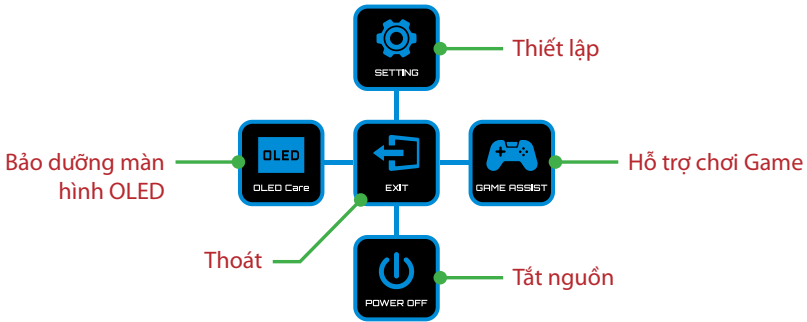 Thiết lập
SETTING
Bảo dưỡng màn
hình OLED
OLED
OLED Care
EXIT
GAME ASSIST
Hỗ trợ chơi Game
Thoát
POWER OFF
Tắt nguồn